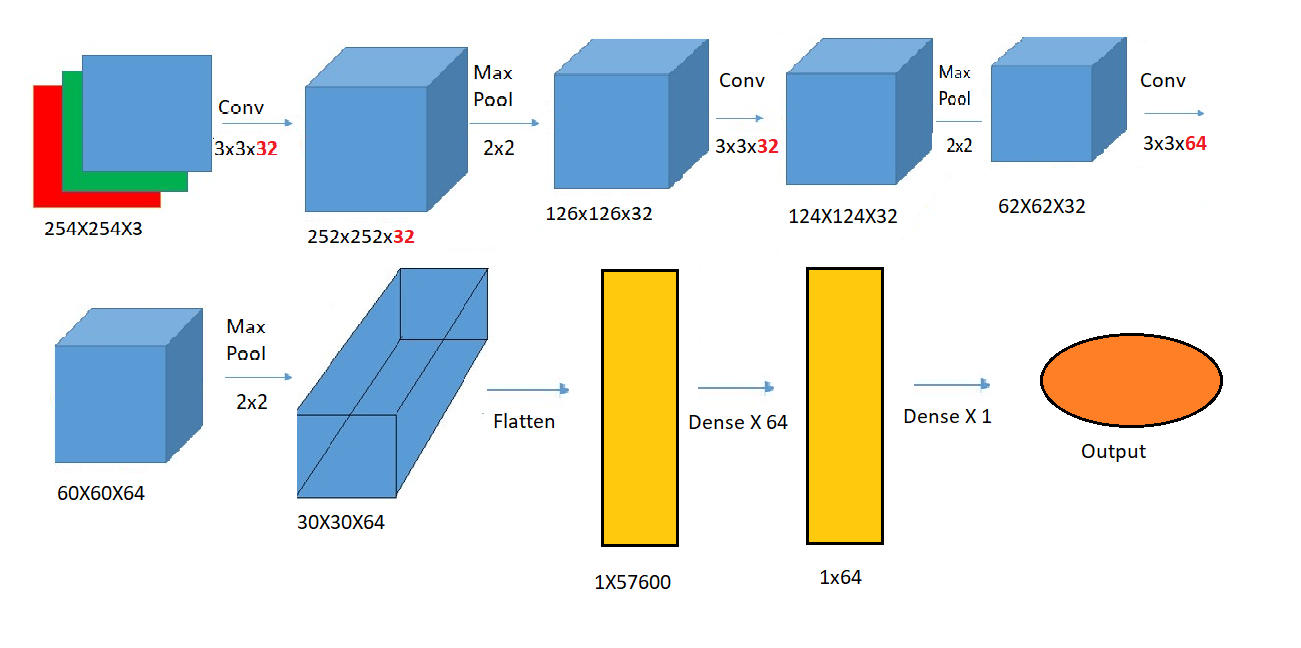 Conv
3x3x32
254X254X3
252x252x32
Max
Pool
2x2
126x126x32
Conv
3x3x32
124X124X32
Max
Pool
2x2
62X62X32
Conv
3x3x64
60X60X64
Max
Pool
2x2
30X30X64
Flatten
1X57600
Dense X 64
1x64
Dense X 1
Output